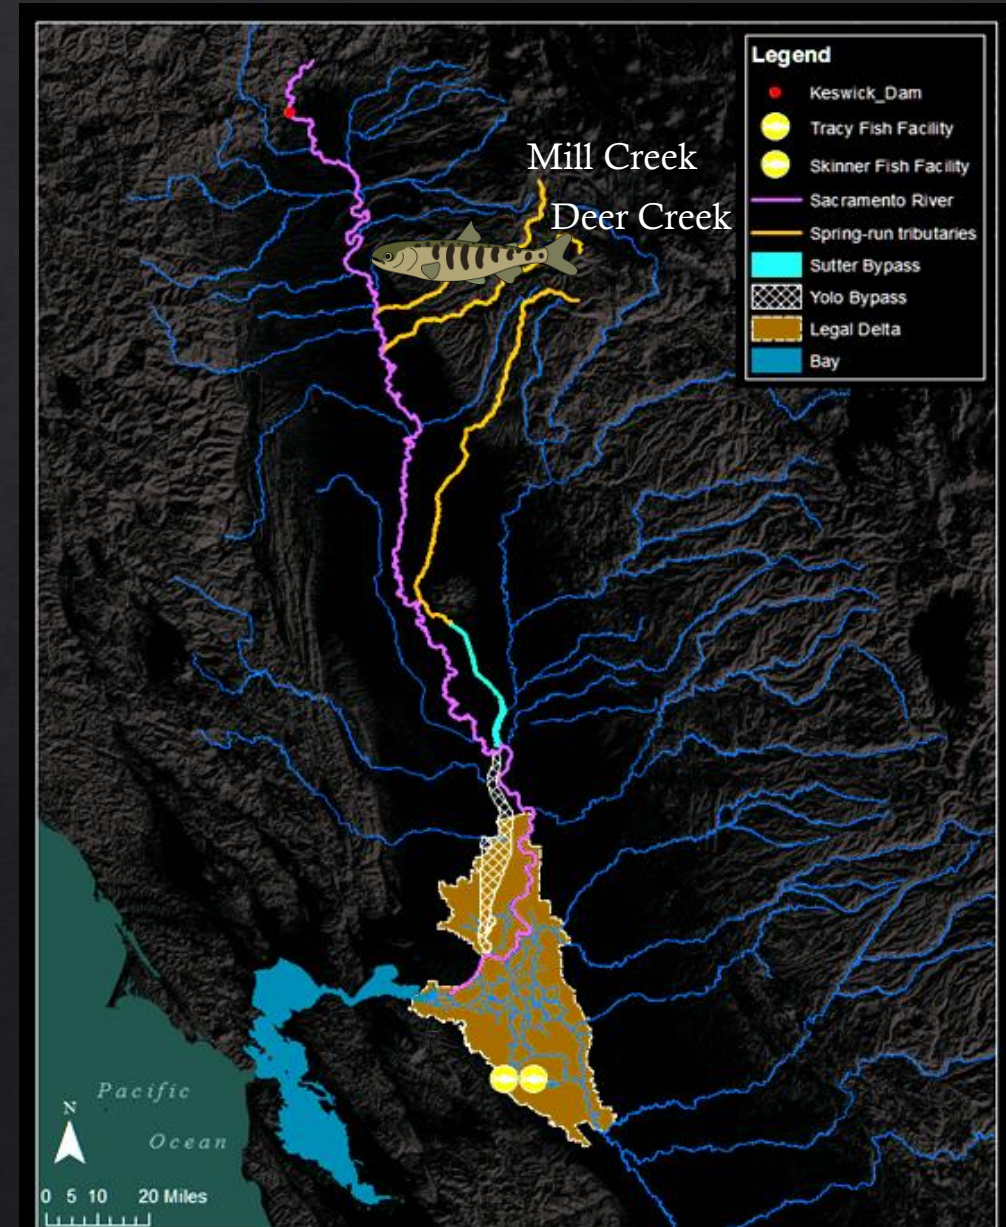 Legend
Keswick_Dam
Tracy Fish Facility
Skinner Fish Facility
Sacramento River
Spring-run tributaries
Sutter Bypass
Yolo Bypass
Legal Delta
Bay
Mill Creek
Deer Creek
Pacific
Ocean
N
0 5 10 20 Miles